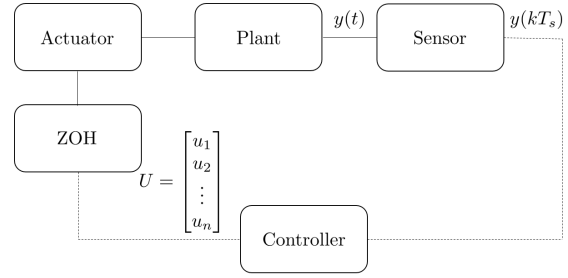 Actuator
Plant
y(t)
Sensor
y(kT_s)
ZOH
U = [u_1
u_2
⋮
u_n]
Controller